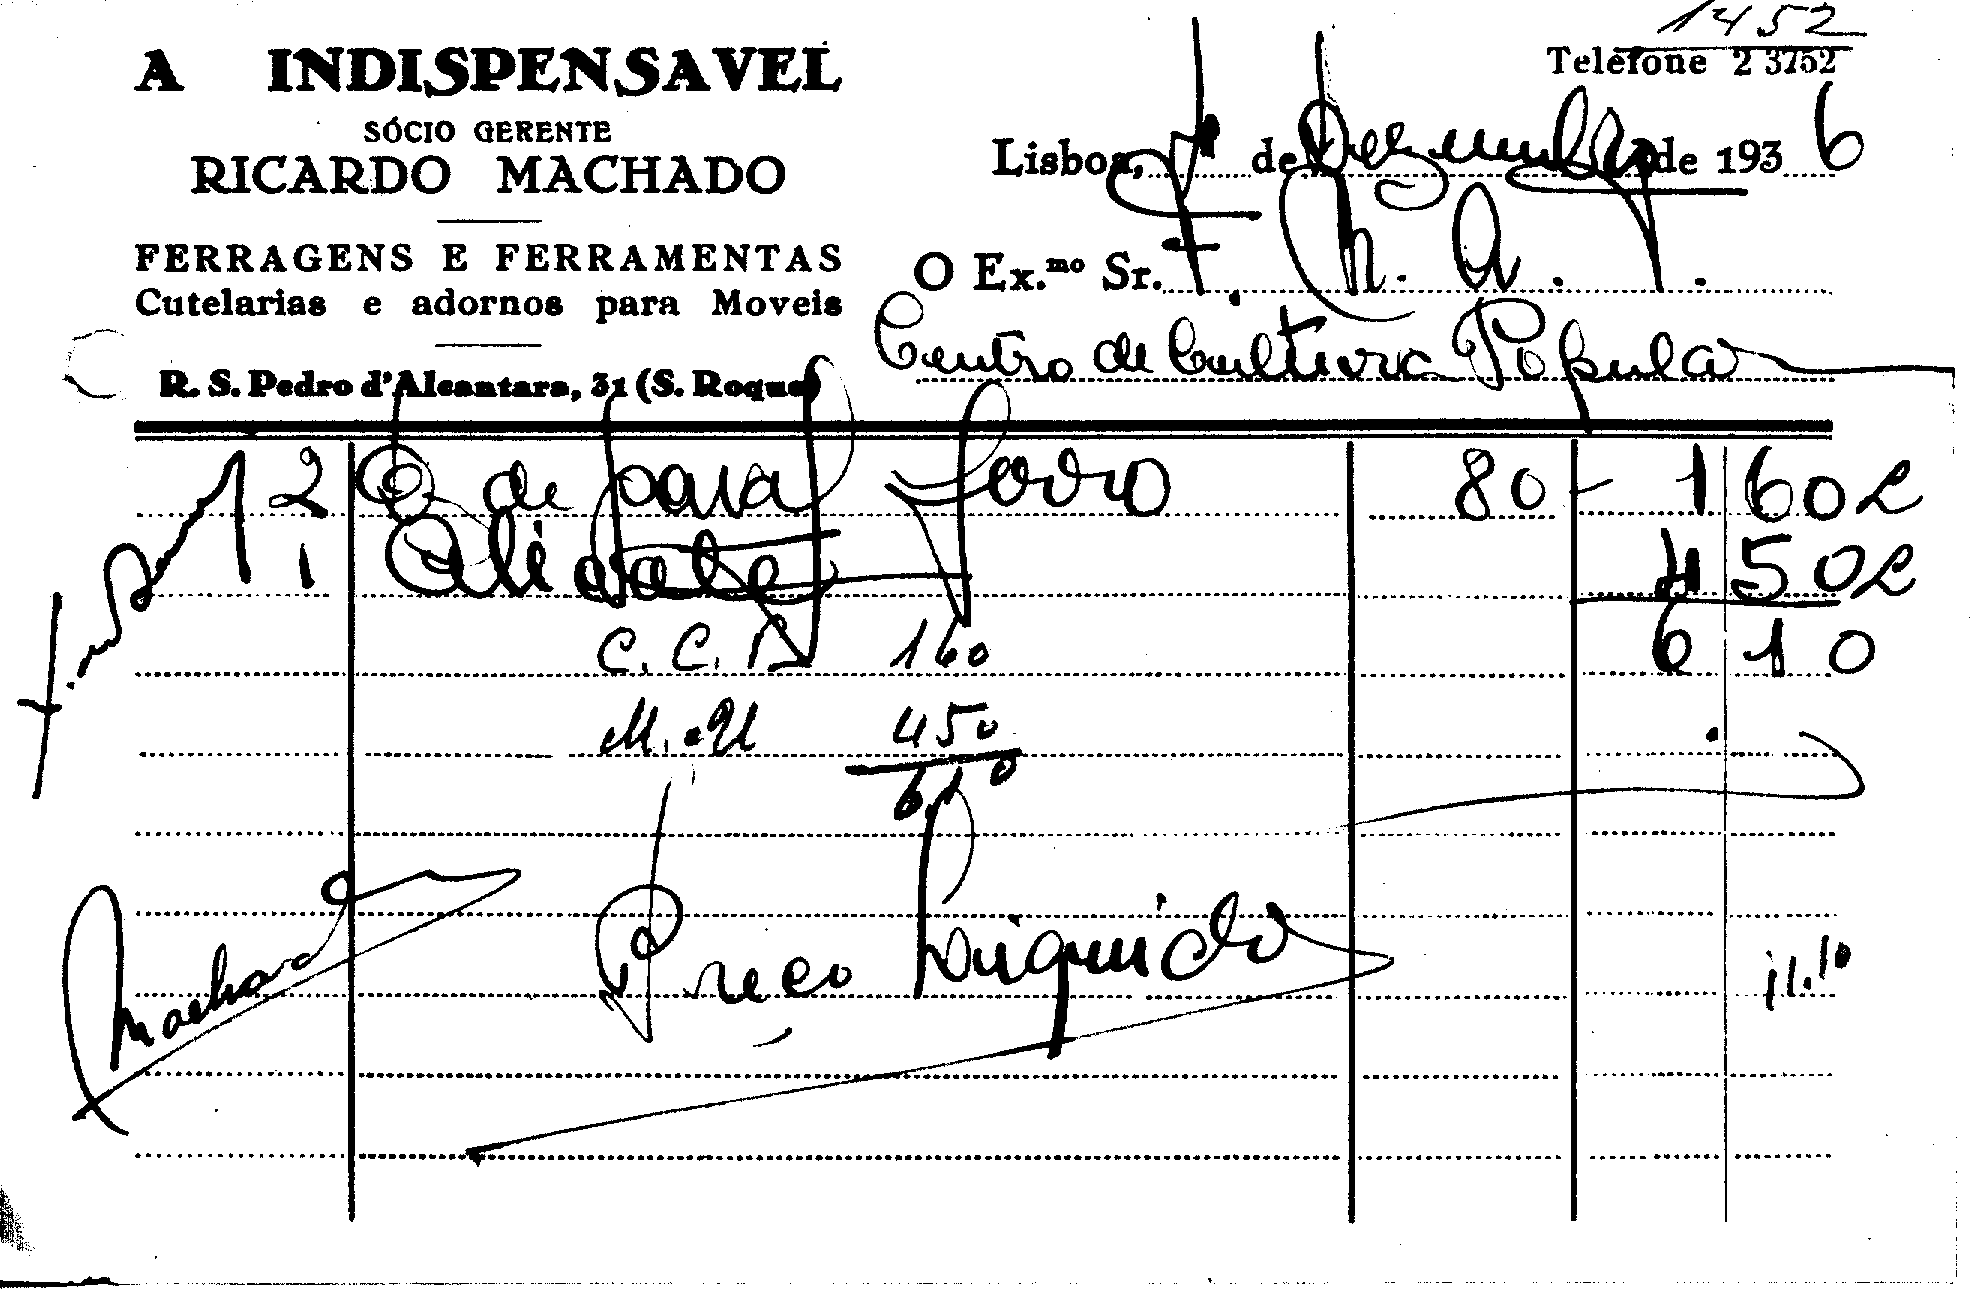 1452
A INDISPENSAVEL
Telefone 2 3752
SÓCIO GERENTE
RICARDO MACHADO
Lisboa, de Dezembro de 1936
FERRAGENS E FERRAMENTAS
Cutelarias e adornos para Moveis
O Ex.mo Sr. F. N. A. T.
Centro de Cultura Popular
R. S. Pedro d'Alcantara, 31 (S. Roque)
2 de para ferro 80 - 1 60
1 Alicate 4 50
6 10
C. C. P. 160
M. U 450
610
Preço Liquido
Machado